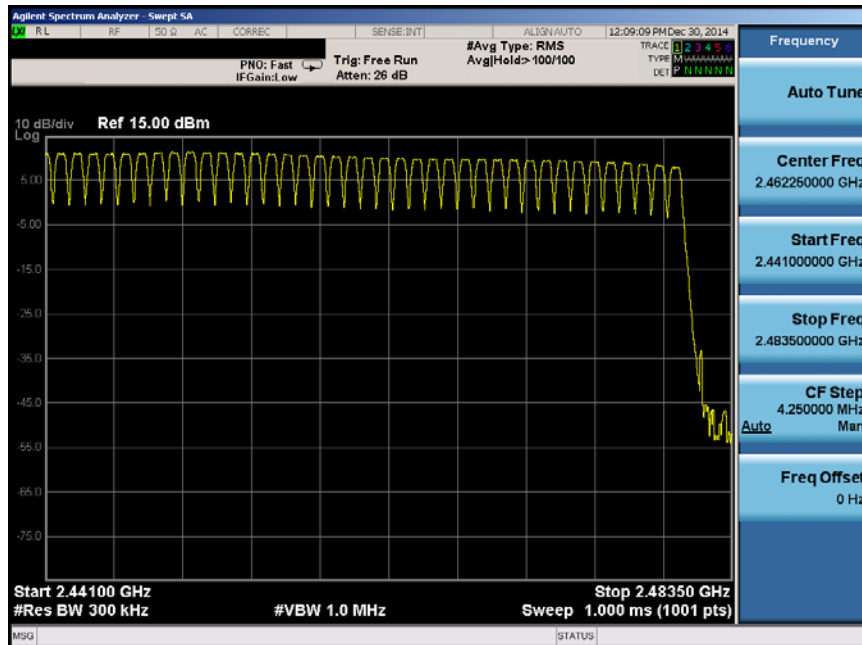 Agilent Spectrum Analyzer - Swept SA
RL RF 50 Ω AC CORREC SENSE:INT ALIGN AUTO 12:09:09 PM Dec 30, 2014
PNO: Fast
IFGain:Low
Trig: Free Run
Atten: 26 dB
#Avg Type: RMS
Avg|Hold:> 100/100
TRACE 1 2 3 4 5 6
TYPE M
DET P N N N N N
10 dB/div Ref 15.00 dBm
Log
5.00
-5.00
-15.0
-25.0
-35.0
-45.0
-55.0
-65.0
-75.0
Start 2.44100 GHz Stop 2.48350 GHz
#Res BW 300 kHz #VBW 1.0 MHz Sweep 1.000 ms (1001 pts)
MSG STATUS
Frequency
Auto Tune
Center Freq
2.462250000 GHz
Start Freq
2.441000000 GHz
Stop Freq
2.483500000 GHz
CF Step
4.250000 MHz
Auto Man
Freq Offset
0 Hz